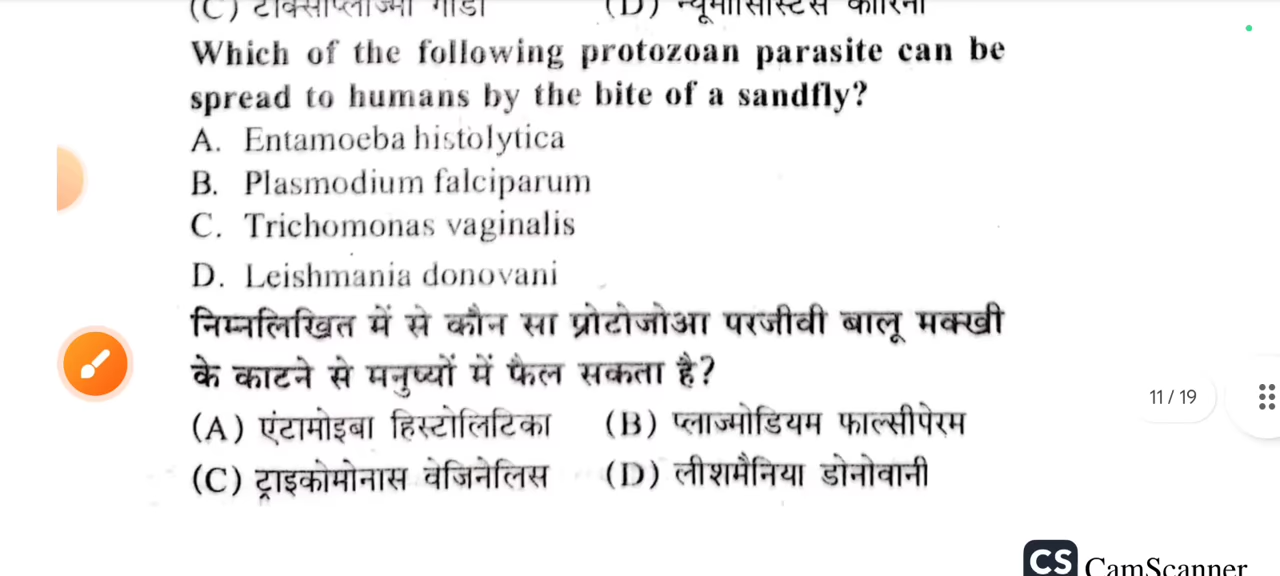 (C) टोक्सोप्लाज्मा गोंडी (D) न्यूमोसिस्टिस कारिनी
Which of the following protozoan parasite can be
spread to humans by the bite of a sandfly?
A. Entamoeba histolytica
B. Plasmodium falciparum
C. Trichomonas vaginalis
D. Leishmania donovani
निम्नलिखित में से कौन सा प्रोटोजोआ परजीवी बालू मक्खी
के काटने से मनुष्यों में फैल सकता है?
(A) एंटामोइबा हिस्टोलिटिका (B) प्लाज्मोडियम फाल्सीपेरम
(C) ट्राइकोमोनास वेजिनेलिस (D) लीशमैनिया डोनोवानी
11 / 19
CS CamScanner